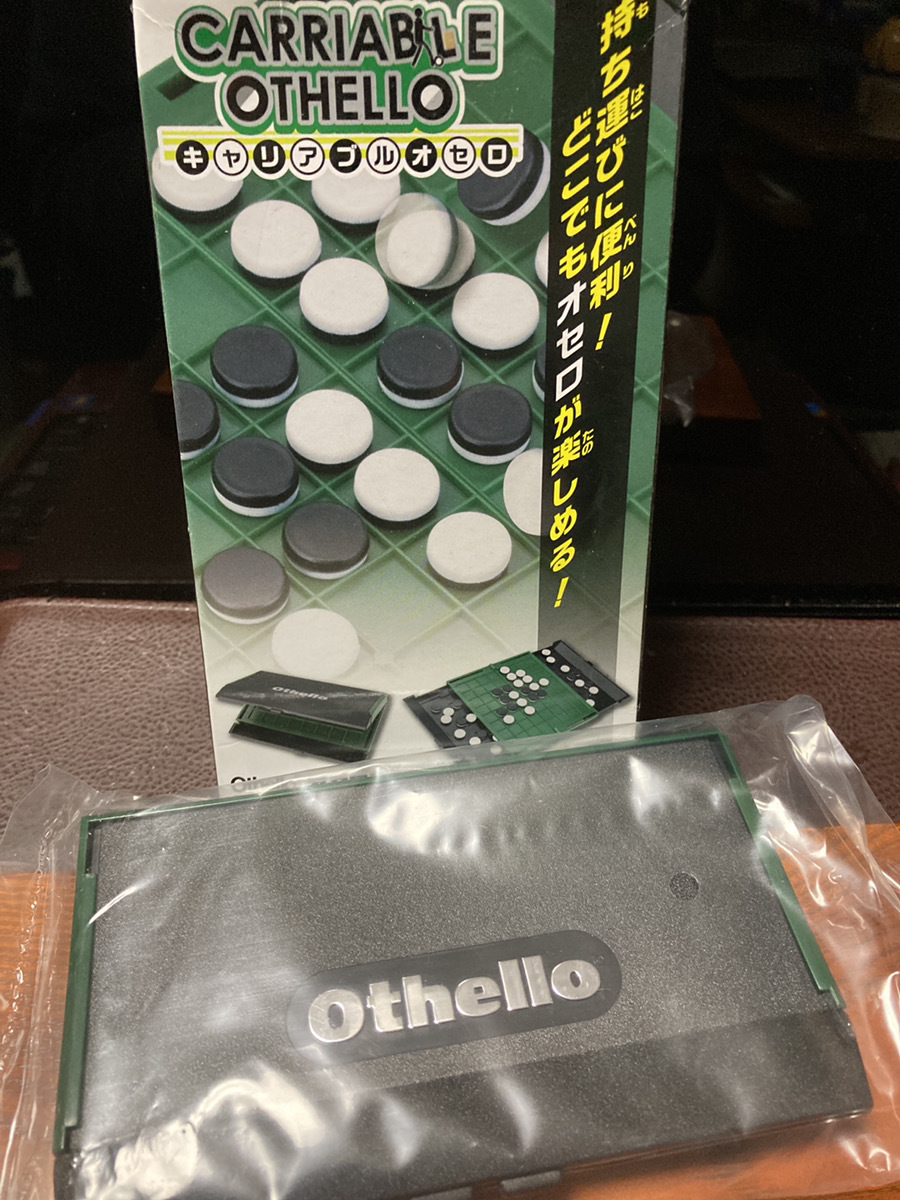 CARRIABLE
OTHELLO
キャリアブルオセロ
持ち運びに便利！
どこでもオセロが楽しめる！
Othello
Othello